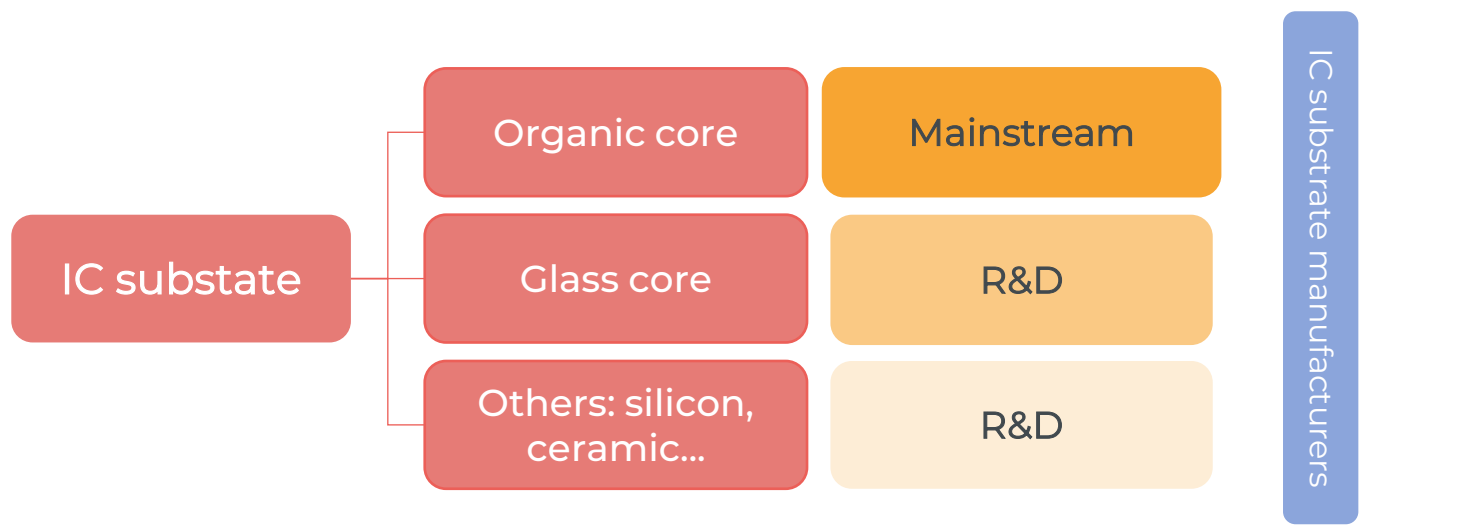 IC substate
Organic core
Mainstream
Glass core
R&D
Others: silicon,
ceramic...
R&D
IC substrate manufacturers